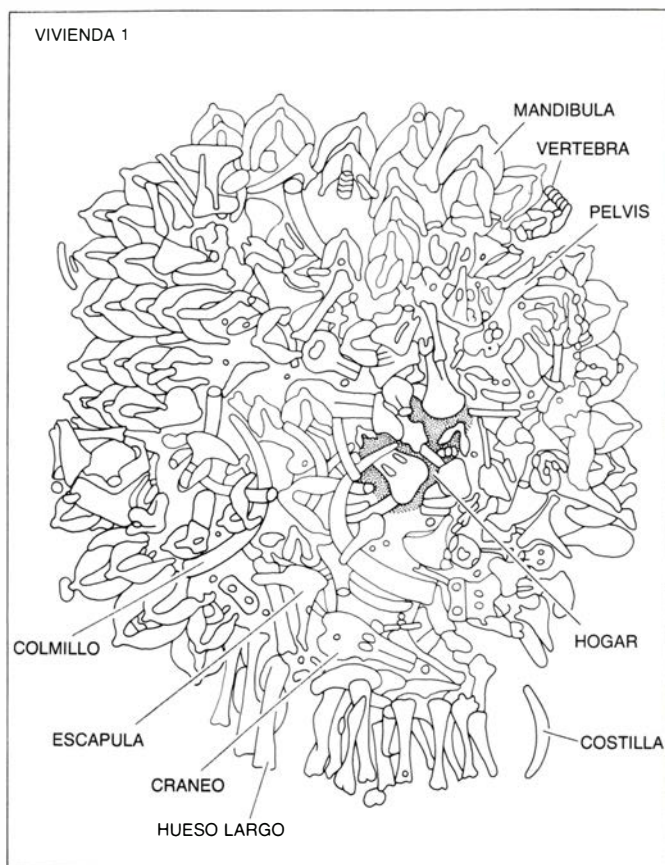 VIVIENDA 1
MANDIBULA
VERTEBRA
PELVIS
HOGAR
COLMILLO
ESCAPULA
COSTILLA
CRANEO
HUESO LARGO